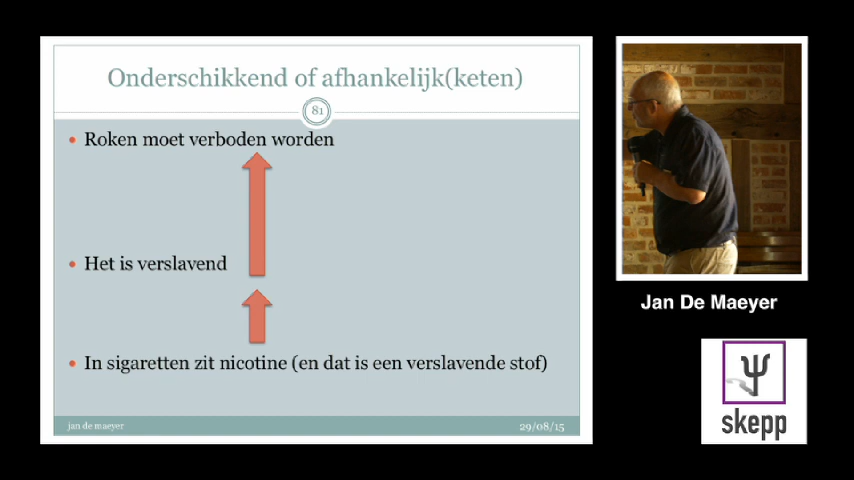 Onderschikkend of afhankelijk(keten)
81
Roken moet verboden worden
Het is verslavend
In sigaretten zit nicotine (en dat is een verslavende stof)
jan de maeyer
29/08/15
Jan De Maeyer
skepp